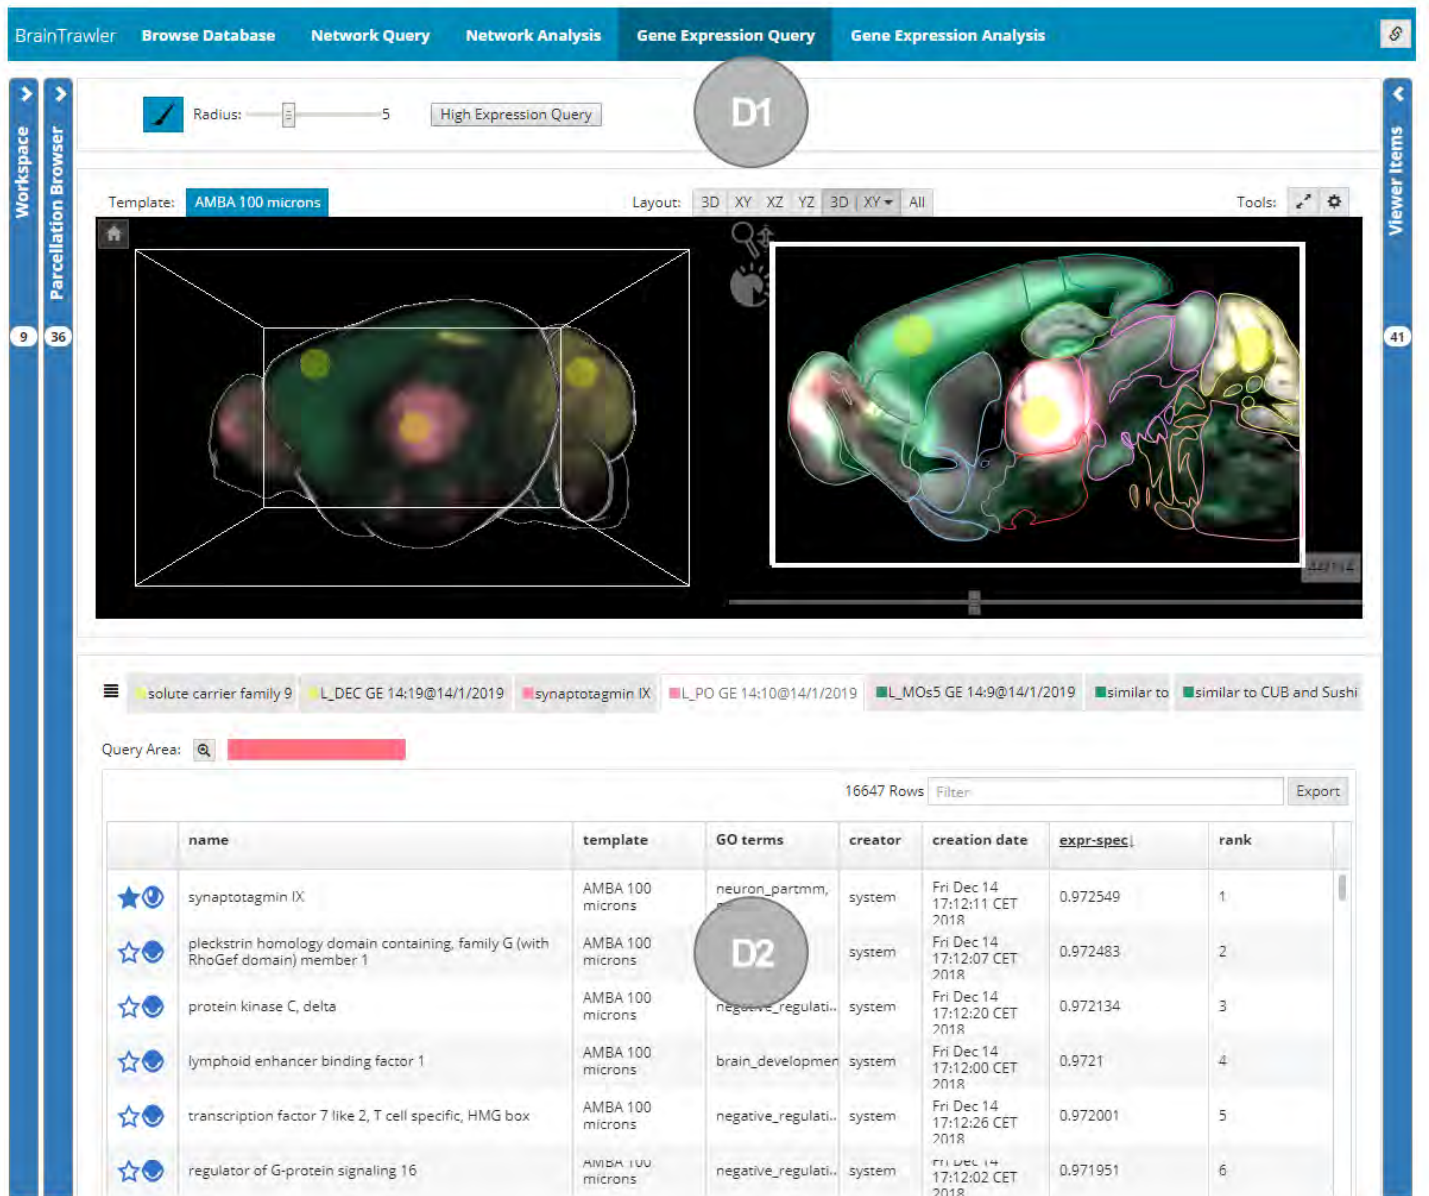 BrainTrawler Browse Database Network Query Network Analysis Gene Expression Query Gene Expression Analysis
Workspace
9
Parcellation Browser
36
Radius: 5 High Expression Query
D1
Viewer Items
41
Template: AMBA 100 microns Layout: 3D XY XZ YZ 3D | XY All Tools:
solute carrier family 9 L_DEC GE 14:19@14/1/2019 synaptotagmin IX L_PO GE 14:10@14/1/2019 L_MOs5 GE 14:9@14/1/2019 similar to similar to CUB and Sushi
Query Area:
16647 Rows Filter Export
name template GO terms creator creation date expr-spec↓ rank
synaptotagmin IX AMBA 100 microns neuron_partmm, system Fri Dec 14 17:12:11 CET 2018 0.972549 1
pleckstrin homology domain containing, family G (with RhoGef domain) member 1 AMBA 100 microns system Fri Dec 14 17:12:07 CET 2018 0.972483 2
D2
protein kinase C, delta AMBA 100 microns negative_regulati.. system Fri Dec 14 17:12:20 CET 2018 0.972134 3
lymphoid enhancer binding factor 1 AMBA 100 microns brain_developmen system Fri Dec 14 17:12:00 CET 2018 0.9721 4
transcription factor 7 like 2, T cell specific, HMG box AMBA 100 microns negative_regulati.. system Fri Dec 14 17:12:26 CET 2018 0.972001 5
regulator of G-protein signaling 16 AMBA 100 microns negative_regulati.. system Fri Dec 14 17:12:02 CET 2018 0.971951 6